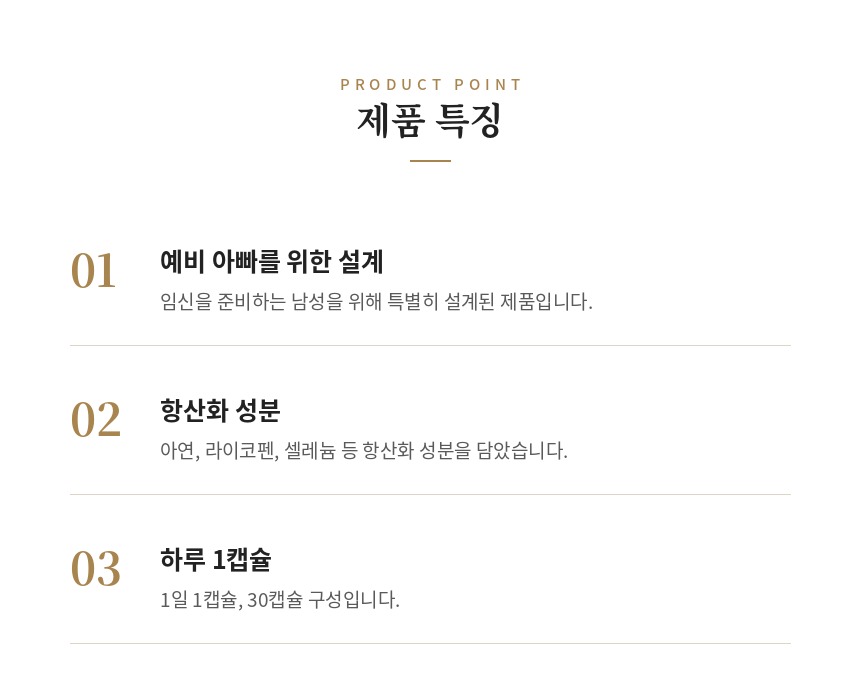 PRODUCT POINT
제품 특징
01
예비 아빠를 위한 설계
임신을 준비하는 남성을 위해 특별히 설계된 제품입니다.
02
항산화 성분
아연, 라이코펜, 셀레늄 등 항산화 성분을 담았습니다.
03
하루 1캡슐
1일 1캡슐, 30캡슐 구성입니다.